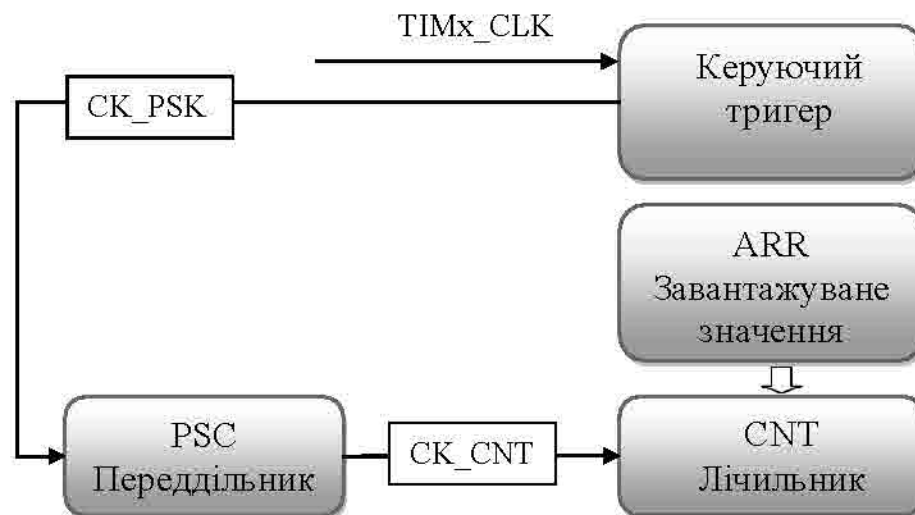 TIMx_CLK
Керуючий
тригер
CK_PSK
ARR
Завантажуване
значення
PSC
Переддільник
CK_CNT
CNT
Лічильник